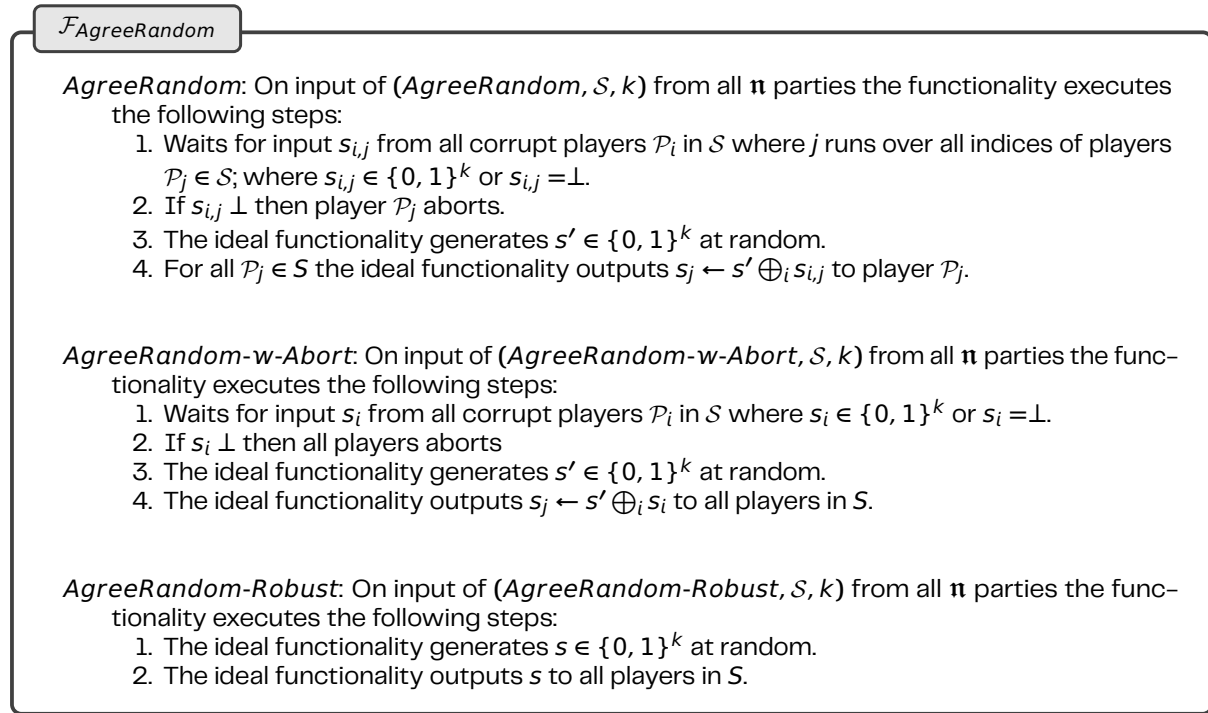 ℱ_AgreeRandom
AgreeRandom: On input of (AgreeRandom, 𝒮, k) from all 𝔫 parties the functionality executes
the following steps:
1. Waits for input s_{i,j} from all corrupt players 𝒫_i in 𝒮 where j runs over all indices of players
𝒫_j ∈ 𝒮; where s_{i,j} ∈ {0, 1}^k or s_{i,j} =⊥.
2. If s_{i,j} ⊥ then player 𝒫_j aborts.
3. The ideal functionality generates s′ ∈ {0, 1}^k at random.
4. For all 𝒫_j ∈ S the ideal functionality outputs s_j ← s′ ⊕_i s_{i,j} to player 𝒫_j.
AgreeRandom-w-Abort: On input of (AgreeRandom-w-Abort, 𝒮, k) from all 𝔫 parties the func-
tionality executes the following steps:
1. Waits for input s_i from all corrupt players 𝒫_i in 𝒮 where s_i ∈ {0, 1}^k or s_i =⊥.
2. If s_i ⊥ then all players aborts
3. The ideal functionality generates s′ ∈ {0, 1}^k at random.
4. The ideal functionality outputs s_j ← s′ ⊕_i s_i to all players in S.
AgreeRandom-Robust: On input of (AgreeRandom-Robust, 𝒮, k) from all 𝔫 parties the func-
tionality executes the following steps:
1. The ideal functionality generates s ∈ {0, 1}^k at random.
2. The ideal functionality outputs s to all players in S.